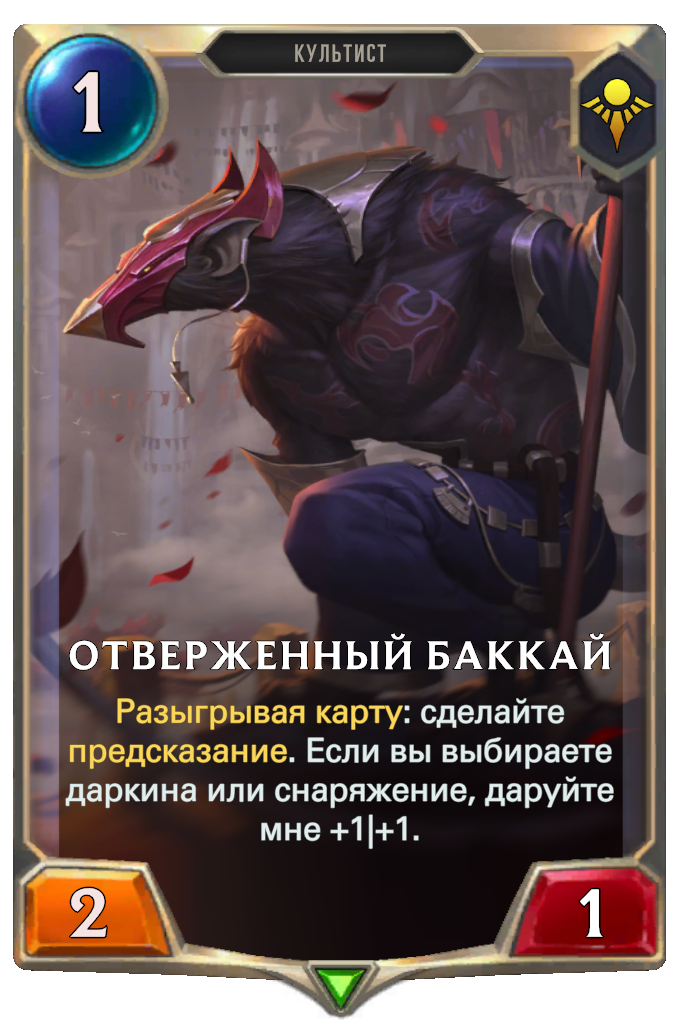 КУЛЬТИСТ
1
ОТВЕРЖЕННЫЙ БАККАЙ
Разыгрывая карту: сделайте
предсказание. Если вы выбираете
даркина или снаряжение, даруйте
мне +1|+1.
2
1